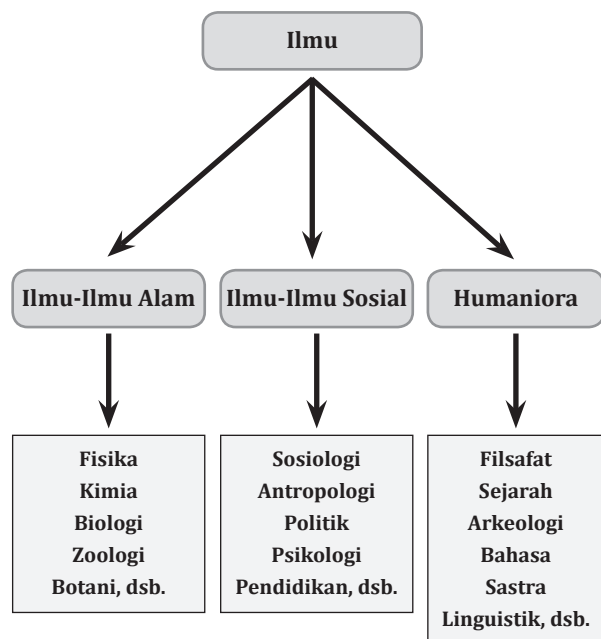 Ilmu
Ilmu-Ilmu Alam
Ilmu-Ilmu Sosial
Humaniora
Fisika
Kimia
Biologi
Zoologi
Botani, dsb.
Sosiologi
Antropologi
Politik
Psikologi
Pendidikan, dsb.
Filsafat
Sejarah
Arkeologi
Bahasa
Sastra
Linguistik, dsb.